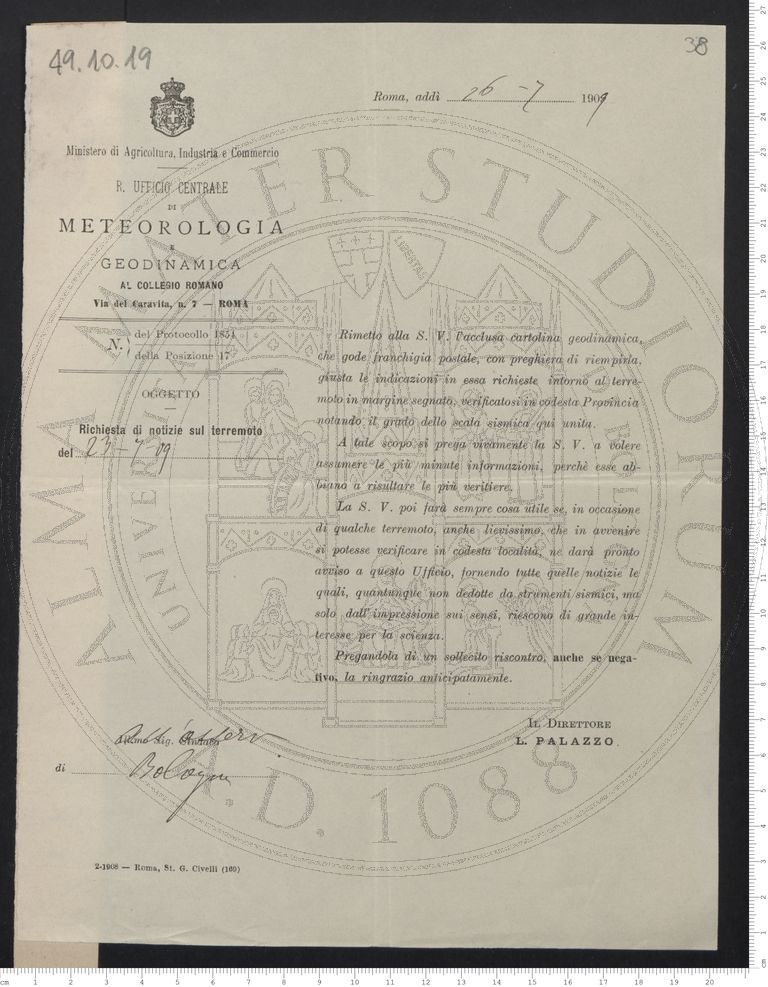 49.10.19
38
Roma, addì 26-7 1909
Ministero di Agricoltura, Industria e Commercio
R. UFFICIO CENTRALE
DI
METEOROLOGIA
E
GEODINAMICA
AL COLLEGIO ROMANO
Via del Caravita, n. 7 — ROMA
N.
del Protocollo 1854
della Posizione 17
OGGETTO
Richiesta di notizie sul terremoto
del 23-7-09
Rimetto alla S. V. l'acclusa cartolina geodinamica,
che gode franchigia postale, con preghiera di riempirla,
giusta le indicazioni in essa richieste intorno al terre-
moto in margine segnato, verificatosi in codesta Provincia
notando il grado dello scala sismica qui unita.
A tale scopo si prega vivamente la S. V. a volere
assumere le più minute informazioni, perchè esse ab-
biano a risultare le più veritiere.
La S. V. poi farà sempre cosa utile se, in occasione
di qualche terremoto, anche lievissimo, che in avvenire
si potesse verificare in codesta località, ne darà pronto
avviso a questo Ufficio, fornendo tutte quelle notizie le
quali, quantunque non dedotte da strumenti sismici, ma
solo dall'impressione sui sensi, riescono di grande in-
teresse per la scienza.
Pregandola di un sollecito riscontro, anche se nega-
tivo, la ringrazio anticipatamente.
IL DIRETTORE
L. PALAZZO
Ill.mo Sig. Sindaco
di Bologna
2-1908 — Roma, St. G. Civelli (169)
ALMA MATER STUDIORUM
A.D. 1088